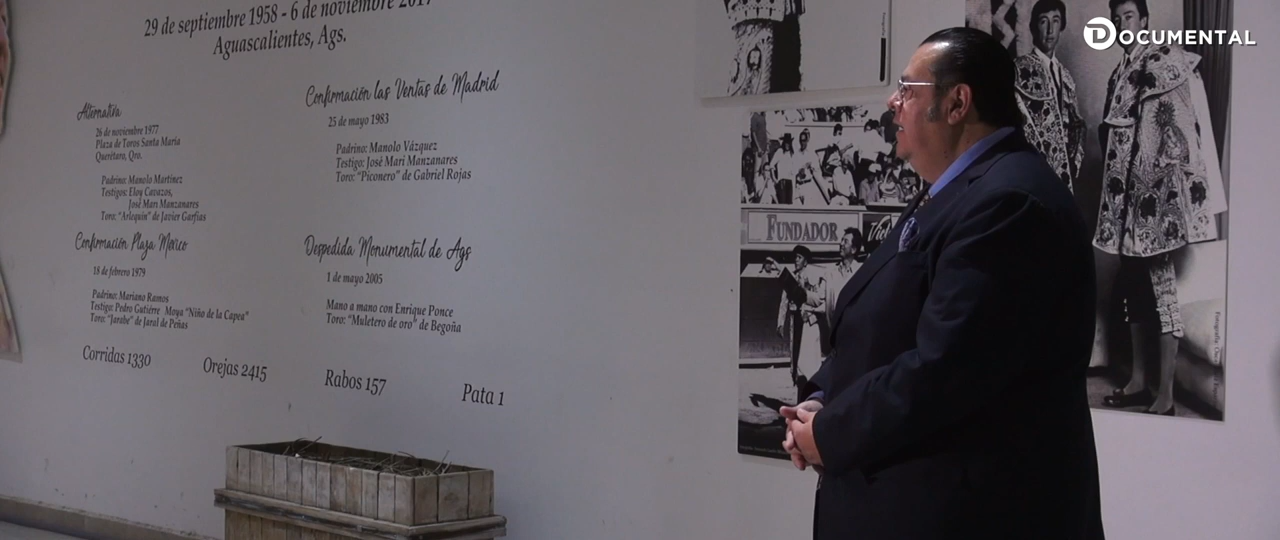 29 de septiembre 1958 - 6 de noviembre 2017
Aguascalientes, Ags.
Alternativa
26 de noviembre 1977
Plaza de Toros Santa María
Querétaro, Qro.
Padrino: Manolo Martínez
Testigos: Eloy Cavazos,
José Mari Manzanares
Toro: "Arlequín" de Javier Garfias
Confirmación Plaza México
18 de febrero 1979
Padrino: Mariano Ramos
Testigo: Pedro Gutiérre Moya "Niño de la Capea"
Toro: "Jarabe" de Jaral de Peñas
Confirmación las Ventas de Madrid
25 de mayo 1983
Padrino: Manolo Vázquez
Testigo: José Mari Manzanares
Toro: "Piconero" de Gabriel Rojas
Despedida Monumental de Ags
1 de mayo 2005
Mano a mano con Enrique Ponce
Toro: "Muletero de oro" de Begoña
Corridas 1330
Orejas 2415
Rabos 157
Pata 1
FUNDADOR
DOCUMENTAL